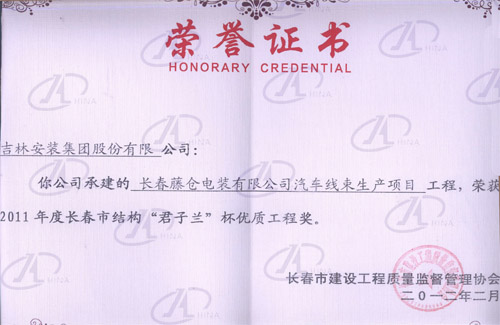 荣誉证书
HONORARY CREDENTIAL
吉林安装集团股份有限 公司：
你公司承建的 长春藤仓电装有限公司汽车线束生产项目 工程，荣获
2011年度长春市结构“君子兰”杯优质工程奖。
长春市建设工程质量监督管理协会
二〇一二年二月